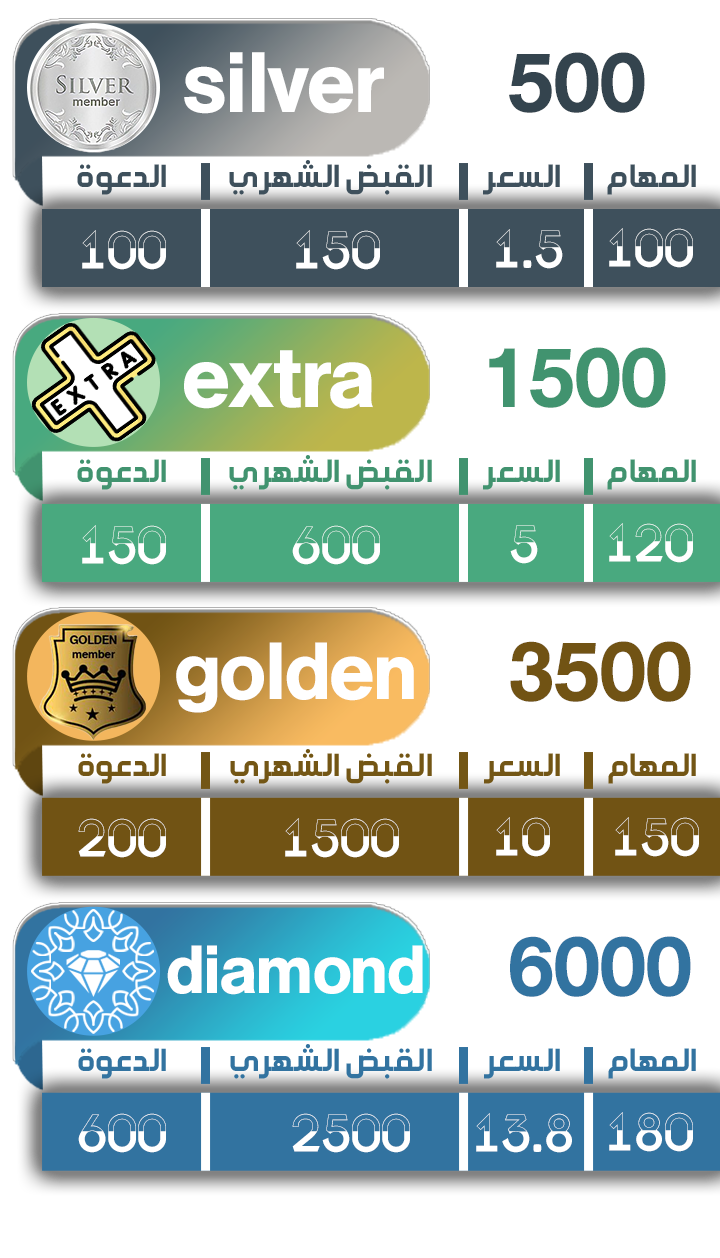 SILVER
member
silver 500
المهام السعر القبض الشهري الدعوة
100 1.5 150 100
EXTRA
extra 1500
المهام السعر القبض الشهري الدعوة
120 5 600 150
GOLDEN
member
golden 3500
المهام السعر القبض الشهري الدعوة
150 10 1500 200
diamond 6000
المهام السعر القبض الشهري الدعوة
180 13.8 2500 600